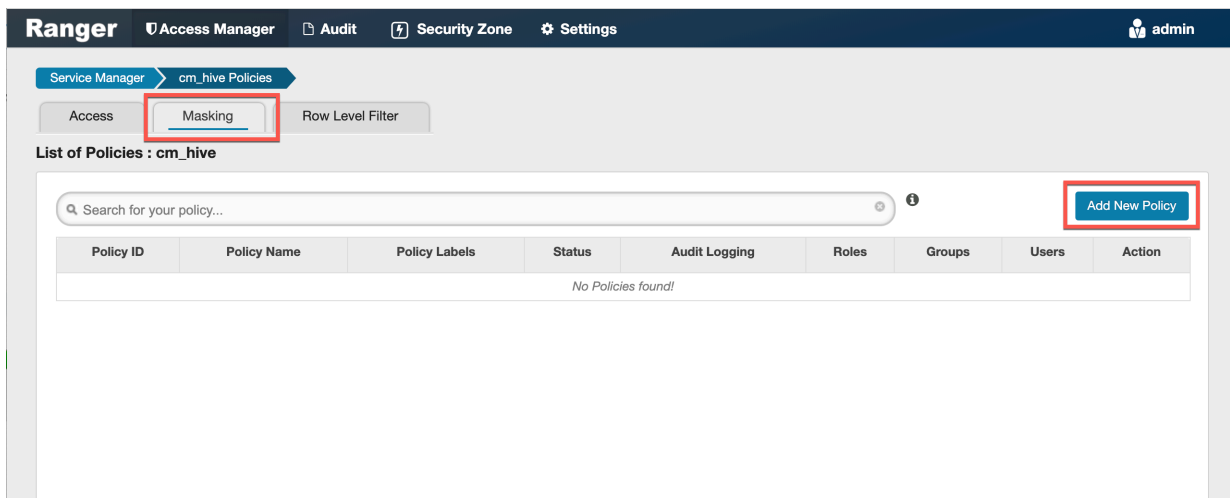 Ranger Access Manager Audit Security Zone Settings admin
Service Manager cm_hive Policies
Access Masking Row Level Filter
List of Policies : cm_hive
Search for your policy... Add New Policy
Policy ID Policy Name Policy Labels Status Audit Logging Roles Groups Users Action
No Policies found!